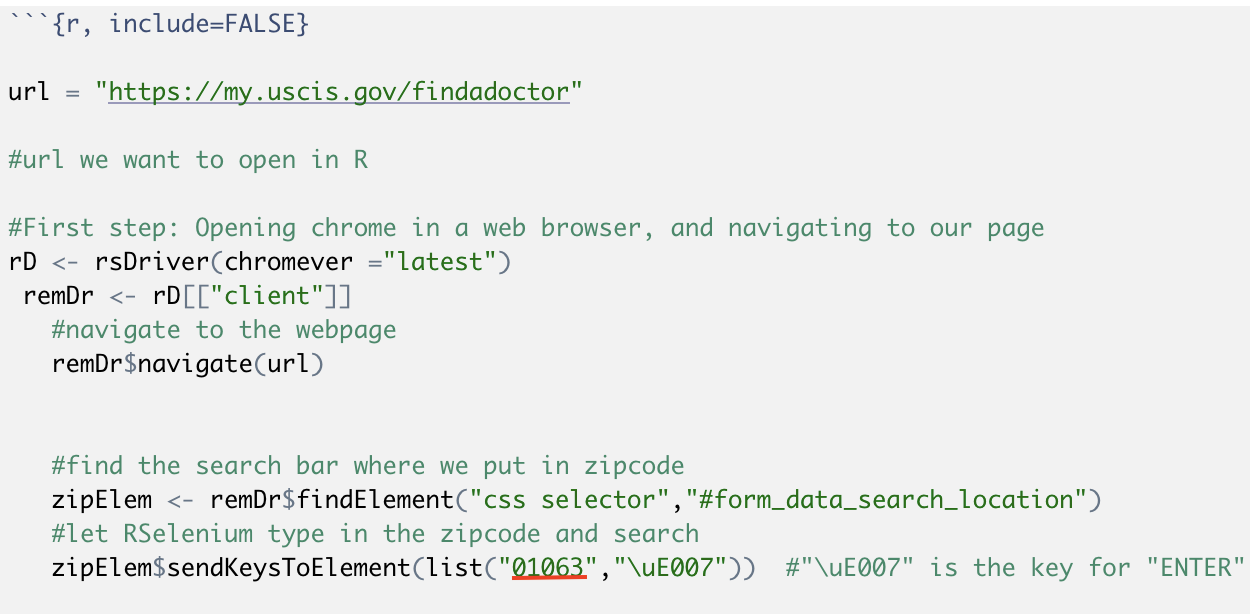 ```{r, include=FALSE}
url = "https://my.uscis.gov/findadoctor"
#url we want to open in R
#First step: Opening chrome in a web browser, and navigating to our page
rD <- rsDriver(chromever ="latest")
remDr <- rD[["client"]]
#navigate to the webpage
remDr$navigate(url)
#find the search bar where we put in zipcode
zipElem <- remDr$findElement("css selector","#form_data_search_location")
#let RSelenium type in the zipcode and search
zipElem$sendKeysToElement(list("01063","\uE007"))  #"\uE007" is the key for "ENTER"